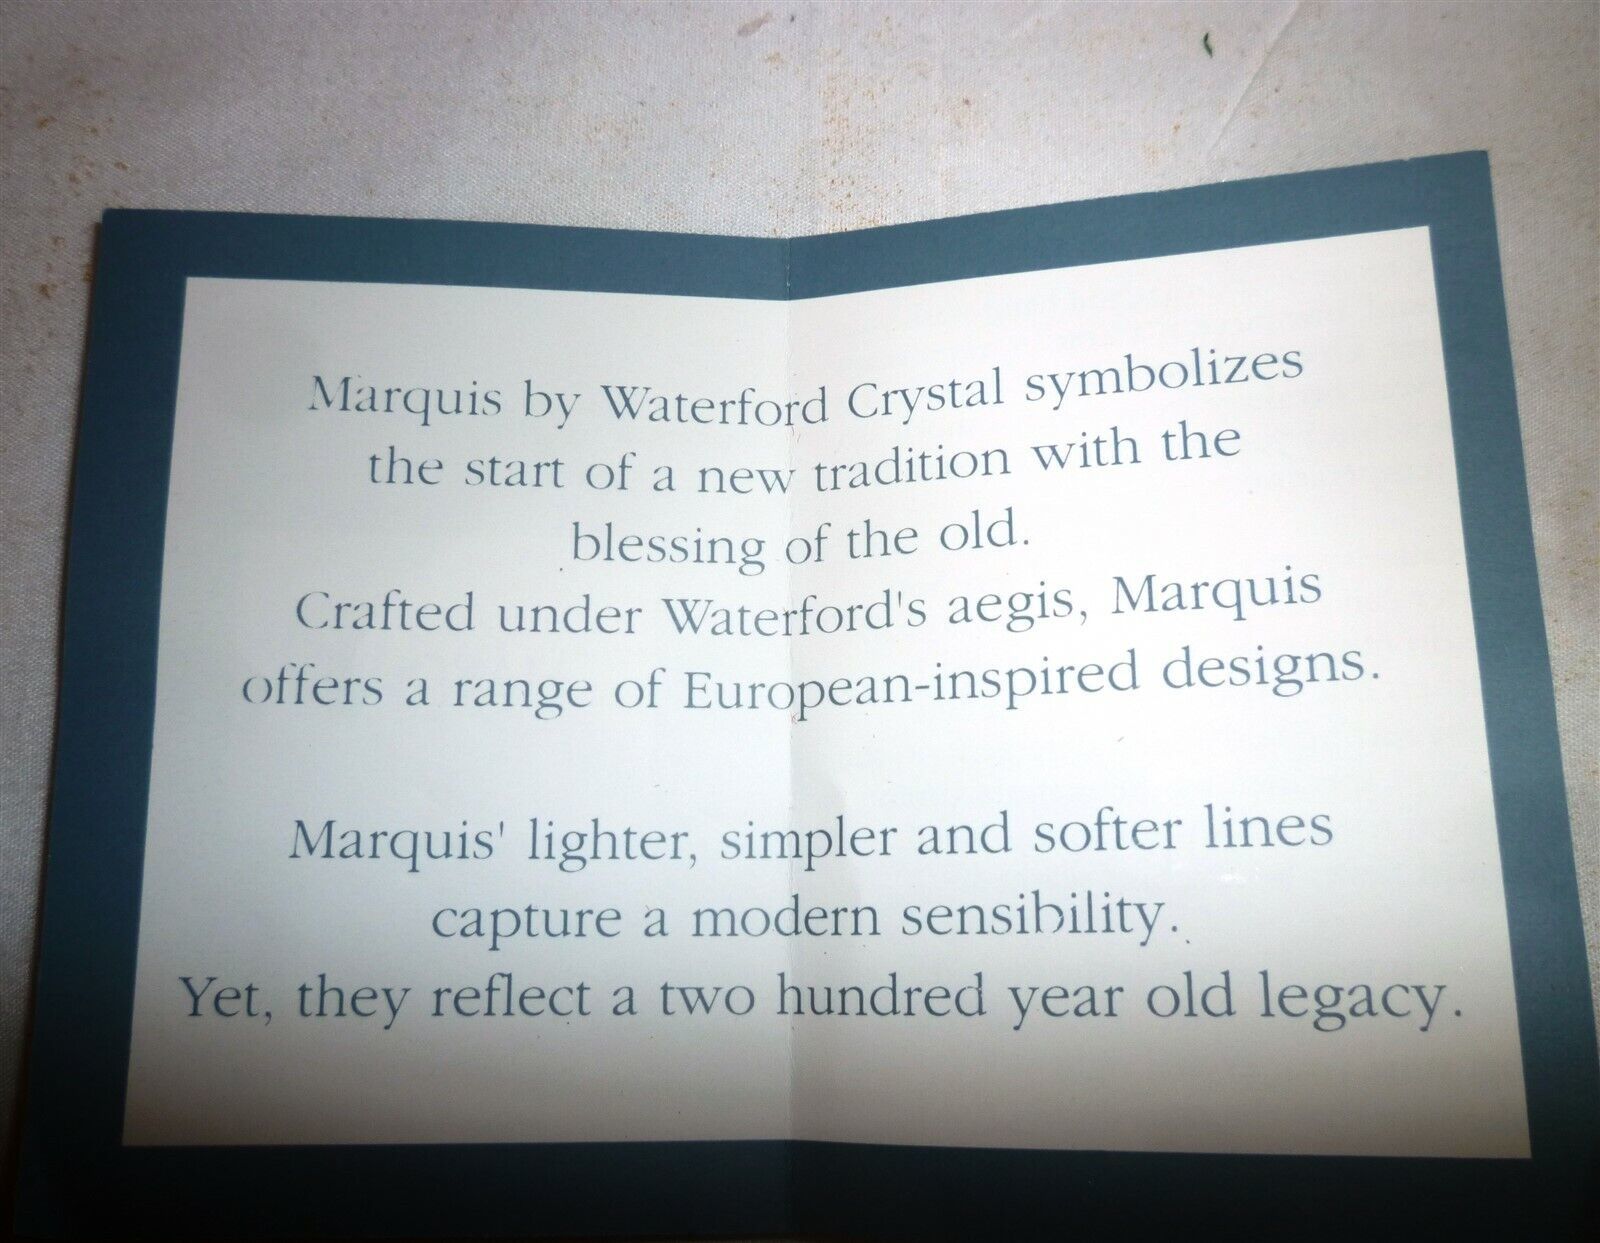 Marquis by Waterford Crystal symbolizes
the start of a new tradition with the
blessing of the old.
Crafted under Waterford's aegis, Marquis
offers a range of European-inspired designs.
Marquis' lighter, simpler and softer lines
capture a modern sensibility.
Yet, they reflect a two hundred year old legacy.